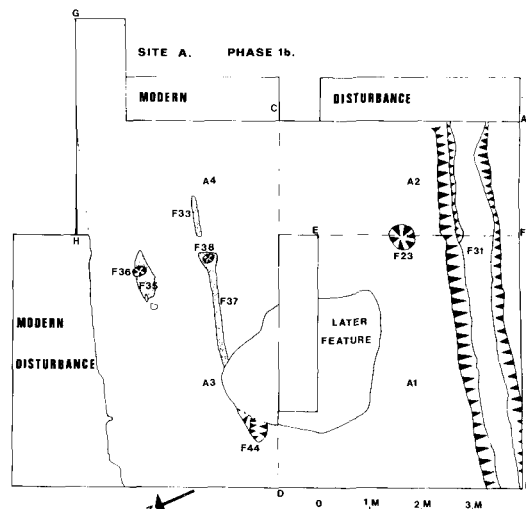 G
SITE A. PHASE 1b.
MODERN
DISTURBANCE
C
A
A4
A2
F33
E
F
H
F38
F23
F31
F36
F35
F37
LATER
FEATURE
MODERN
DISTURBANCE
A3
A1
F44
D
0 1 M 2 M 3 M